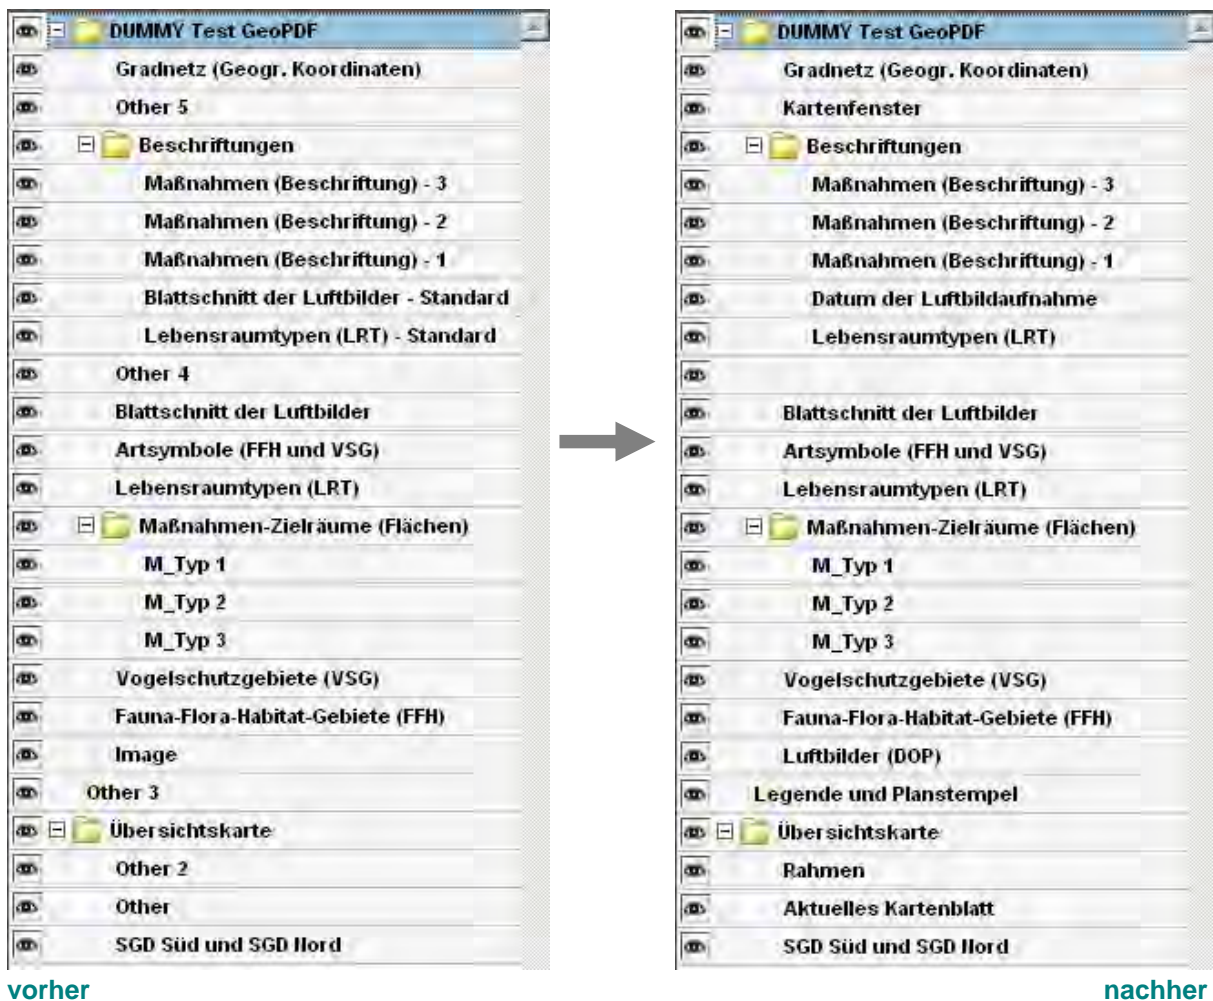 DUMMY Test GeoPDF
Gradnetz (Geogr. Koordinaten)
Other 5
Beschriftungen
Maßnahmen (Beschriftung) - 3
Maßnahmen (Beschriftung) - 2
Maßnahmen (Beschriftung) - 1
Blattschnitt der Luftbilder - Standard
Lebensraumtypen (LRT) - Standard
Other 4
Blattschnitt der Luftbilder
Artsymbole (FFH und VSG)
Lebensraumtypen (LRT)
Maßnahmen-Zielräume (Flächen)
M_Typ 1
M_Typ 2
M_Typ 3
Vogelschutzgebiete (VSG)
Fauna-Flora-Habitat-Gebiete (FFH)
Image
Other 3
Übersichtskarte
Other 2
Other
SGD Süd und SGD Nord
vorher
DUMMY Test GeoPDF
Gradnetz (Geogr. Koordinaten)
Kartenfenster
Beschriftungen
Maßnahmen (Beschriftung) - 3
Maßnahmen (Beschriftung) - 2
Maßnahmen (Beschriftung) - 1
Datum der Luftbildaufnahme
Lebensraumtypen (LRT)
Blattschnitt der Luftbilder
Artsymbole (FFH und VSG)
Lebensraumtypen (LRT)
Maßnahmen-Zielräume (Flächen)
M_Typ 1
M_Typ 2
M_Typ 3
Vogelschutzgebiete (VSG)
Fauna-Flora-Habitat-Gebiete (FFH)
Luftbilder (DOP)
Legende und Planstempel
Übersichtskarte
Rahmen
Aktuelles Kartenblatt
SGD Süd und SGD Nord
nachher